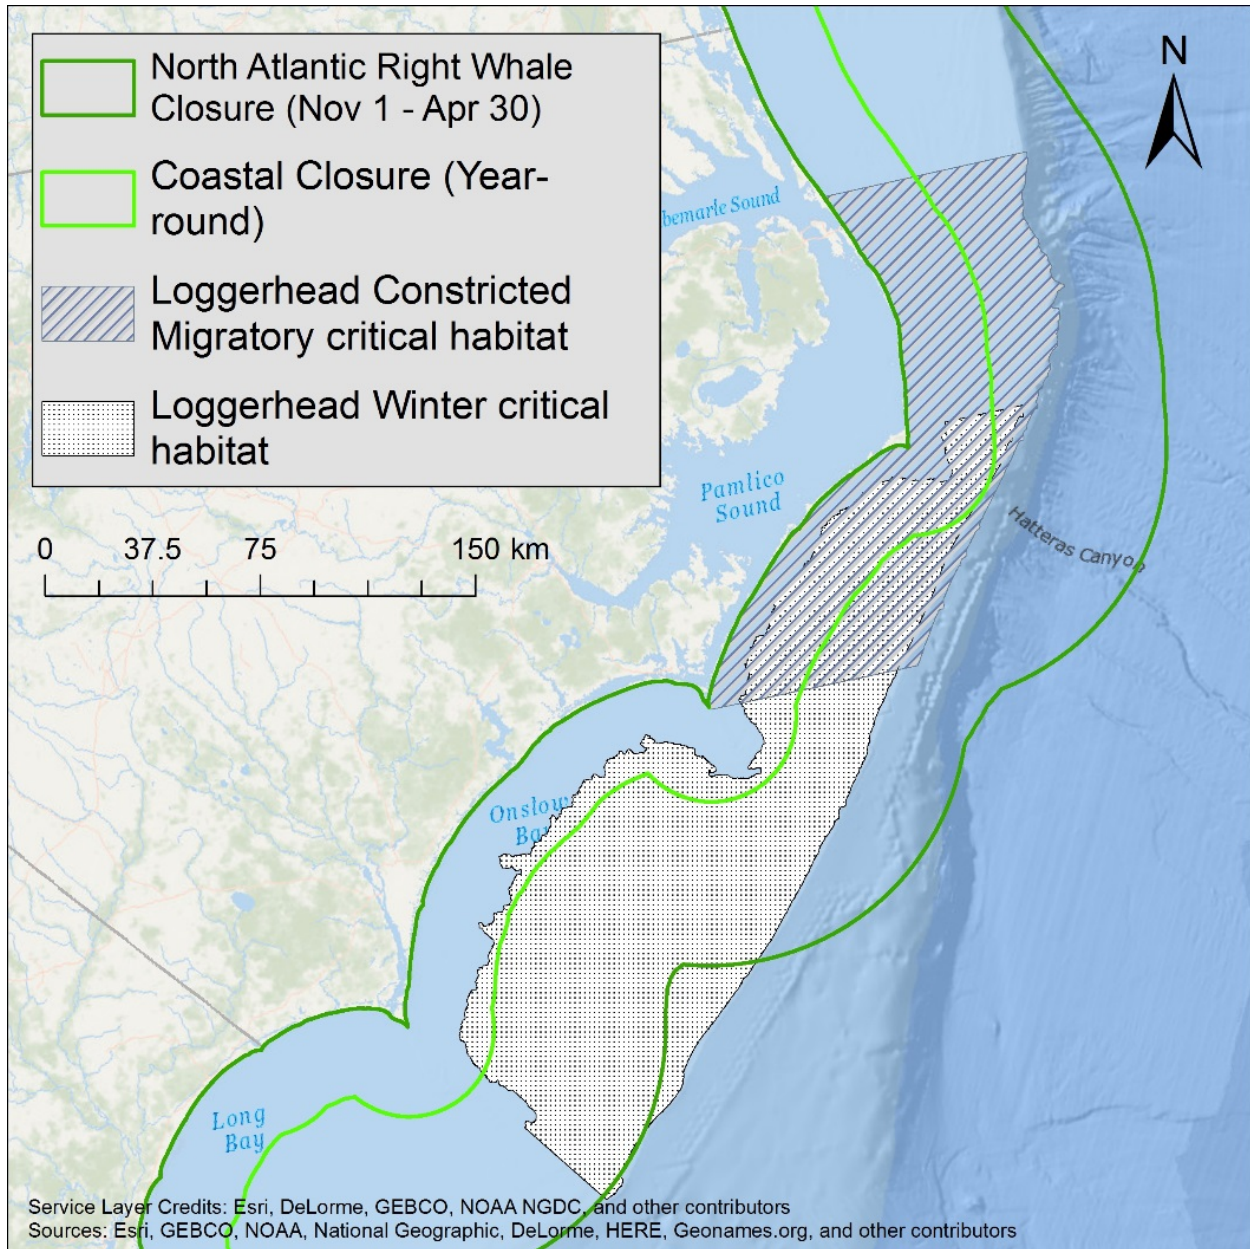 North Atlantic Right Whale
Closure (Nov 1 - Apr 30)
Coastal Closure (Year-
round)
Loggerhead Constricted
Migratory critical habitat
Loggerhead Winter critical
habitat
N
bemarle Sound
Pamlico
Sound
Hatteras Canyon
0 37.5 75 150 km
Onslow
Bay
Long
Bay
Service Layer Credits: Esri, DeLorme, GEBCO, NOAA NGDC, and other contributors
Sources: Esri, GEBCO, NOAA, National Geographic, DeLorme, HERE, Geonames.org, and other contributors